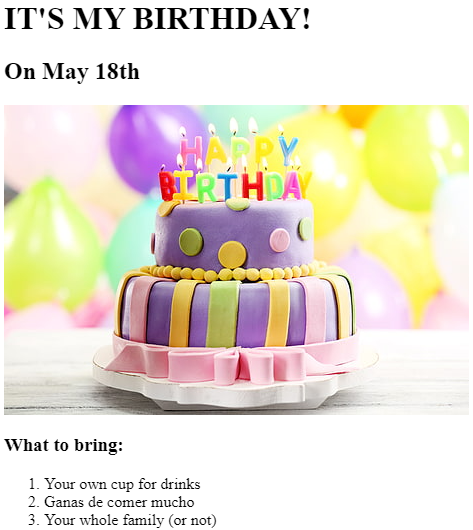 IT'S MY BIRTHDAY!
On May 18th
HAPPY
BIRTHDAY
What to bring:
1. Your own cup for drinks
2. Ganas de comer mucho
3. Your whole family (or not)